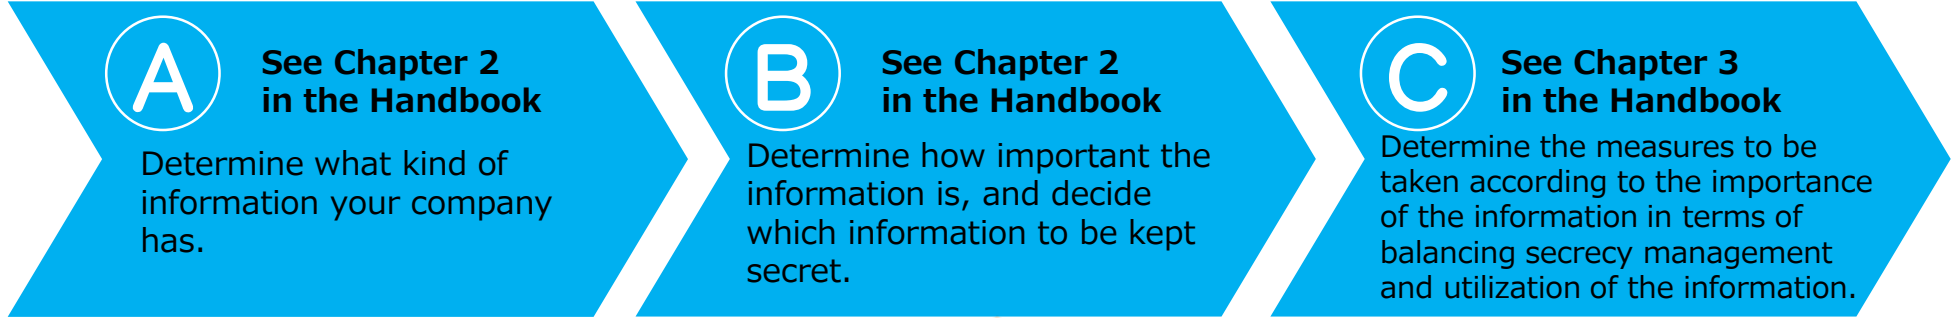 A
See Chapter 2
in the Handbook
Determine what kind of
information your company
has.
B
See Chapter 2
in the Handbook
Determine how important the
information is, and decide
which information to be kept
secret.
C
See Chapter 3
in the Handbook
Determine the measures to be
taken according to the importance
of the information in terms of
balancing secrecy management
and utilization of the information.